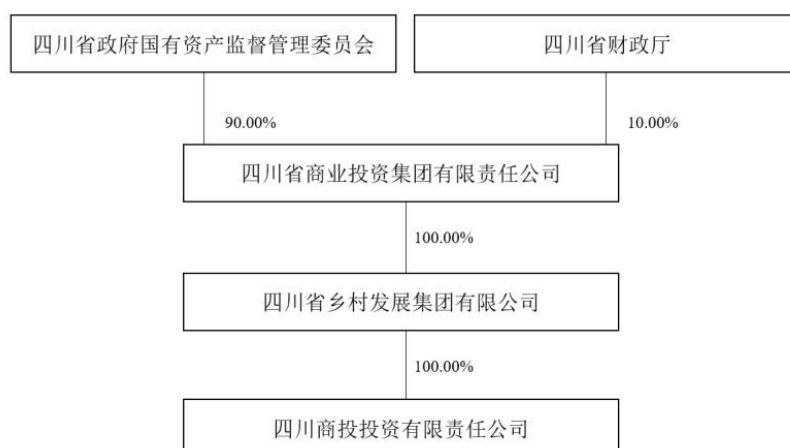 四川省政府国有资产监督管理委员会
四川省财政厅
90.00%
10.00%
四川省商业投资集团有限责任公司
100.00%
四川省乡村发展集团有限公司
100.00%
四川商投投资有限责任公司